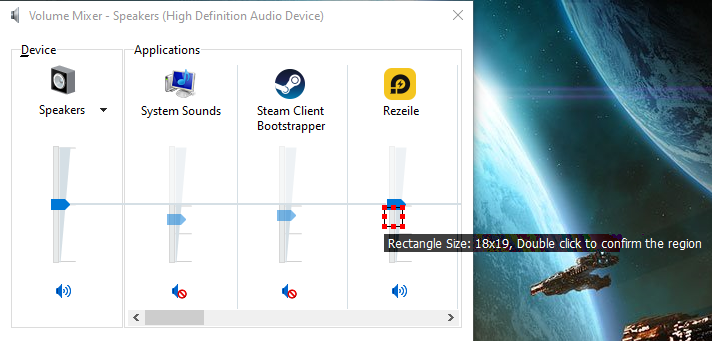 Volume Mixer - Speakers (High Definition Audio Device)
Device
Applications
Speakers
System Sounds
Steam Client
Bootstrapper
Rezeile
Rectangle Size: 18x19, Double click to confirm the region